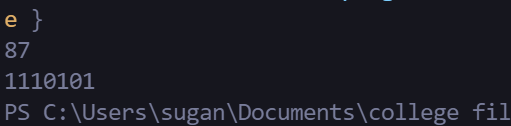 e }
87
1110101
PS C:\Users\sugan\Documents\college fil